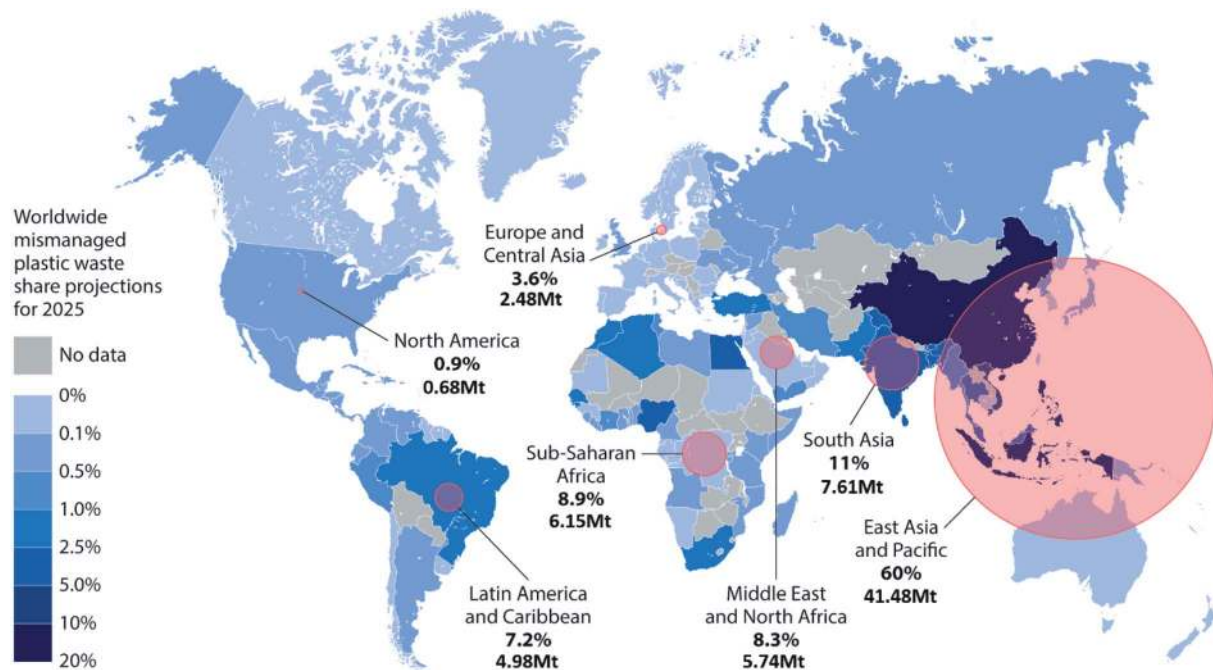 Worldwide
mismanaged
plastic waste
share projections
for 2025
No data
0%
0.1%
0.5%
1.0%
2.5%
5.0%
10%
20%
North America
0.9%
0.68Mt
Europe and
Central Asia
3.6%
2.48Mt
Latin America
and Caribbean
7.2%
4.98Mt
Sub-Saharan
Africa
8.9%
6.15Mt
Middle East
and North Africa
8.3%
5.74Mt
South Asia
11%
7.61Mt
East Asia
and Pacific
60%
41.48Mt